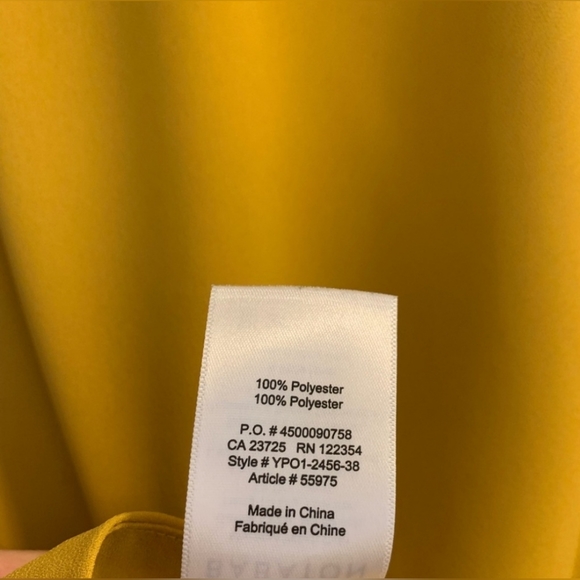 100% Polyester
100% Polyester
P.O. # 4500090758
CA 23725 RN 122354
Style # YPO1-2456-38
Article # 55975
Made in China
Fabriqué en Chine
BABATON